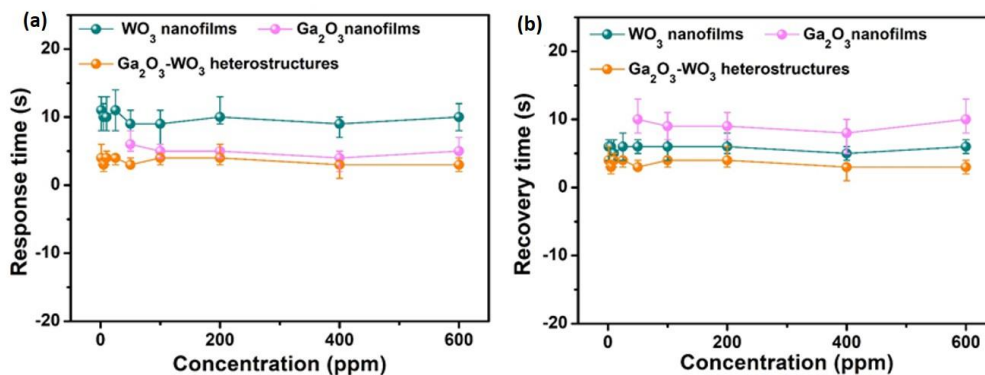 (a)
WO₃ nanofilms
Ga₂O₃nanofilms
Ga₂O₃-WO₃ heterostructures
Response time (s)
20
10
0
-10
-20
0
200
400
600
Concentration (ppm)
(b)
WO₃ nanofilms
Ga₂O₃nanofilms
Ga₂O₃-WO₃ heterostructures
Recovery time (s)
20
10
0
-10
-20
0
200
400
600
Concentration (ppm)